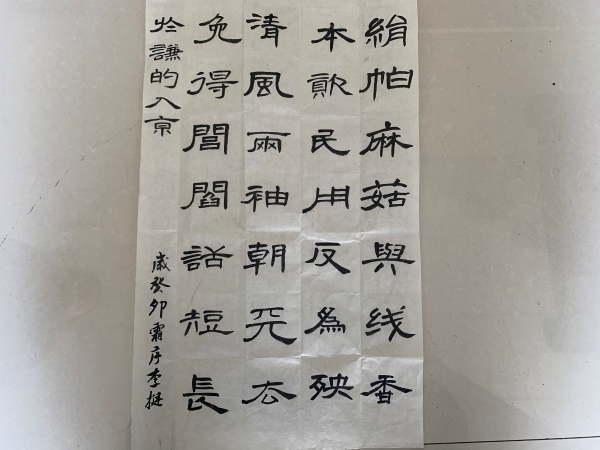 絹帕麻菇與线香
本民用反為殃
清風兩袖朝天去
免得閭閻話短長
於謙的入京
歲癸卯霜序李挺